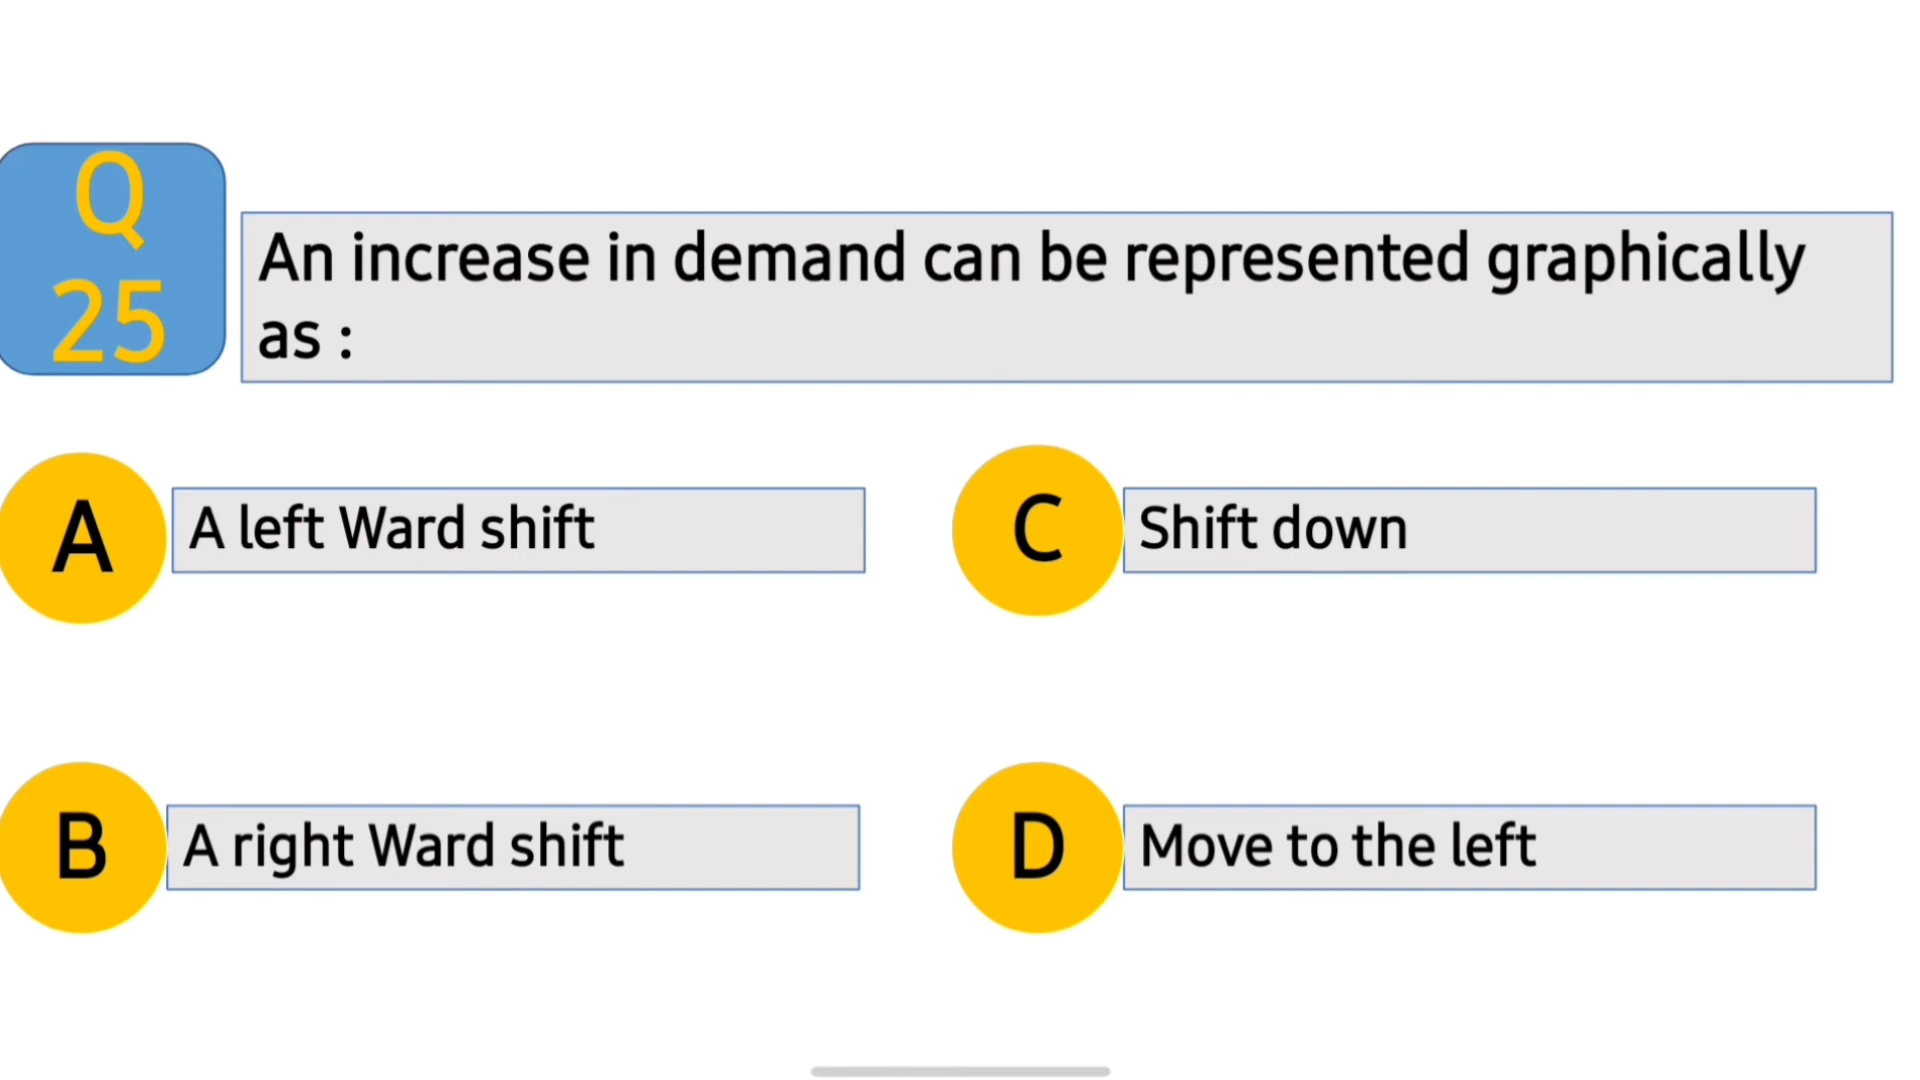 Q
25
An increase in demand can be represented graphically
as :
A
A left Ward shift
C
Shift down
B
A right Ward shift
D
Move to the left